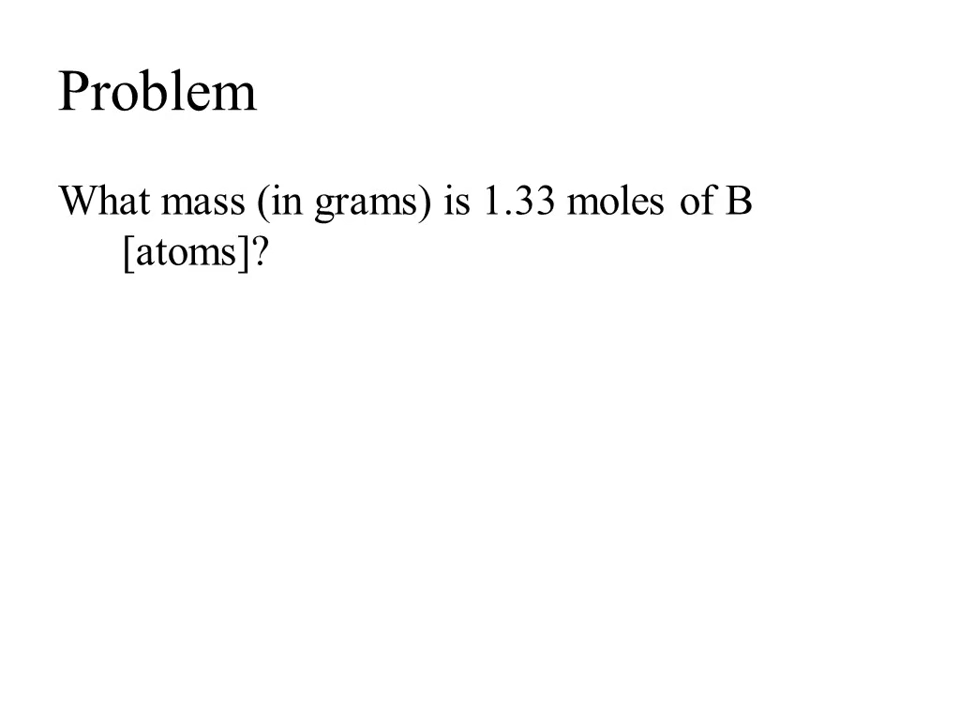 Problem
What mass (in grams) is 1.33 moles of B
[atoms]?